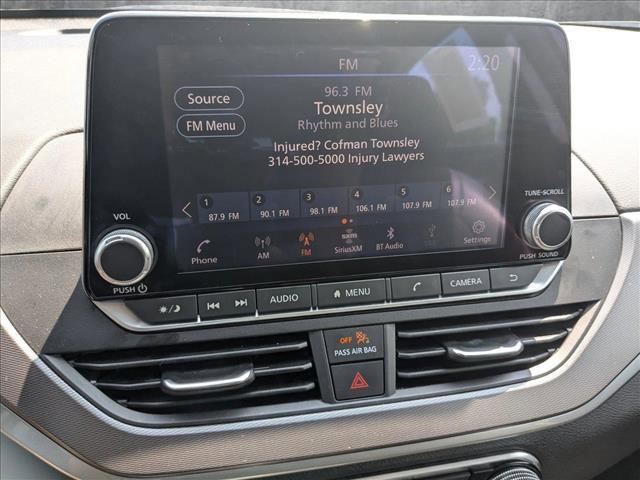 FM
2:20
Source
96.3 FM
Townsley
FM Menu
Rhythm and Blues
Injured? Cofman Townsley
314-500-5000 Injury Lawyers
1 2 3 4 5 6
87.9 FM 90.1 FM 98.1 FM 106.1 FM 107.9 FM 107.9 FM
TUNE•SCROLL
VOL
Phone AM FM SXM SiriusXM BT Audio Settings
PUSH
PUSH SOUND
AUDIO MENU CAMERA
OFF
PASS AIR BAG